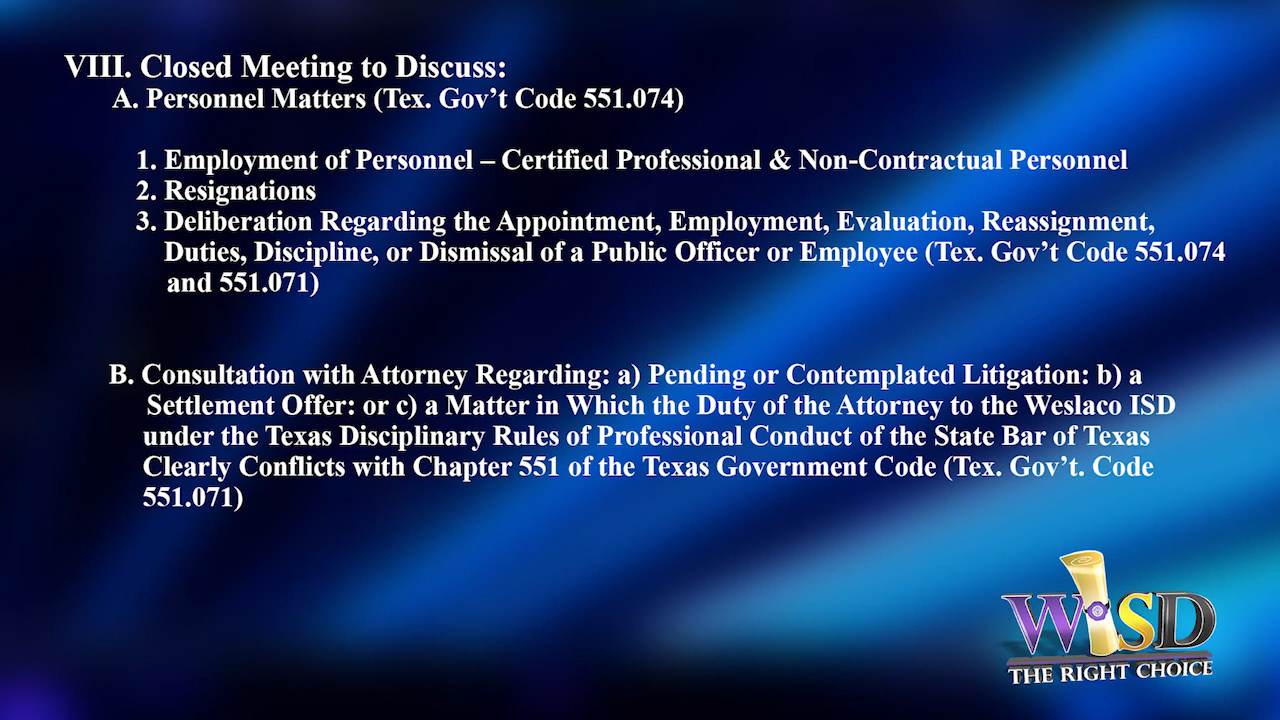 VIII. Closed Meeting to Discuss:
A. Personnel Matters (Tex. Gov’t Code 551.074)
1. Employment of Personnel – Certified Professional & Non-Contractual Personnel
2. Resignations
3. Deliberation Regarding the Appointment, Employment, Evaluation, Reassignment,
Duties, Discipline, or Dismissal of a Public Officer or Employee (Tex. Gov’t Code 551.074
and 551.071)
B. Consultation with Attorney Regarding: a) Pending or Contemplated Litigation: b) a
Settlement Offer: or c) a Matter in Which the Duty of the Attorney to the Weslaco ISD
under the Texas Disciplinary Rules of Professional Conduct of the State Bar of Texas
Clearly Conflicts with Chapter 551 of the Texas Government Code (Tex. Gov’t. Code
551.071)
WISD
THE RIGHT CHOICE